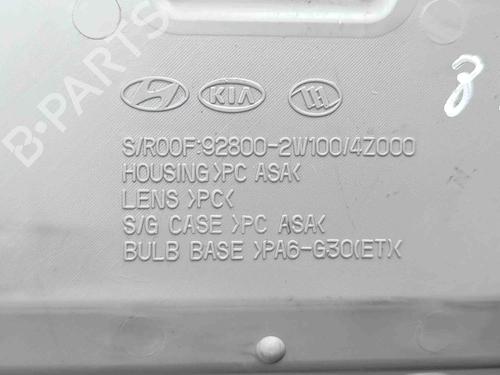 B-PARTS
KIA
8
S/ROOF:92800-2W100/4Z000
HOUSING >PC ASA<
LENS >PC<
S/G CASE >PC ASA<
BULB BASE >PA6-G30(ET)<